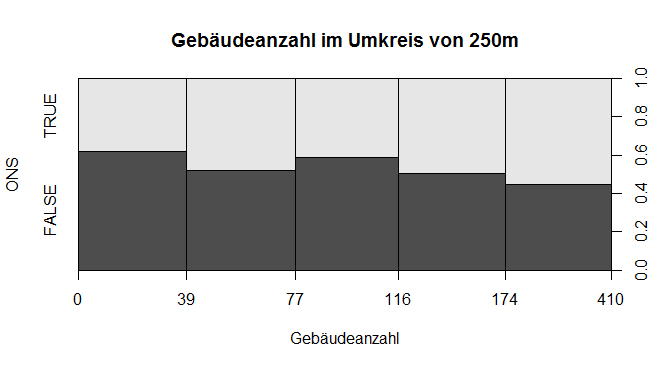 Gebäudeanzahl im Umkreis von 250m
ONS
TRUE
FALSE
1.0
0.8
0.6
0.4
0.2
0.0
0 39 77 116 174 410
Gebäudeanzahl